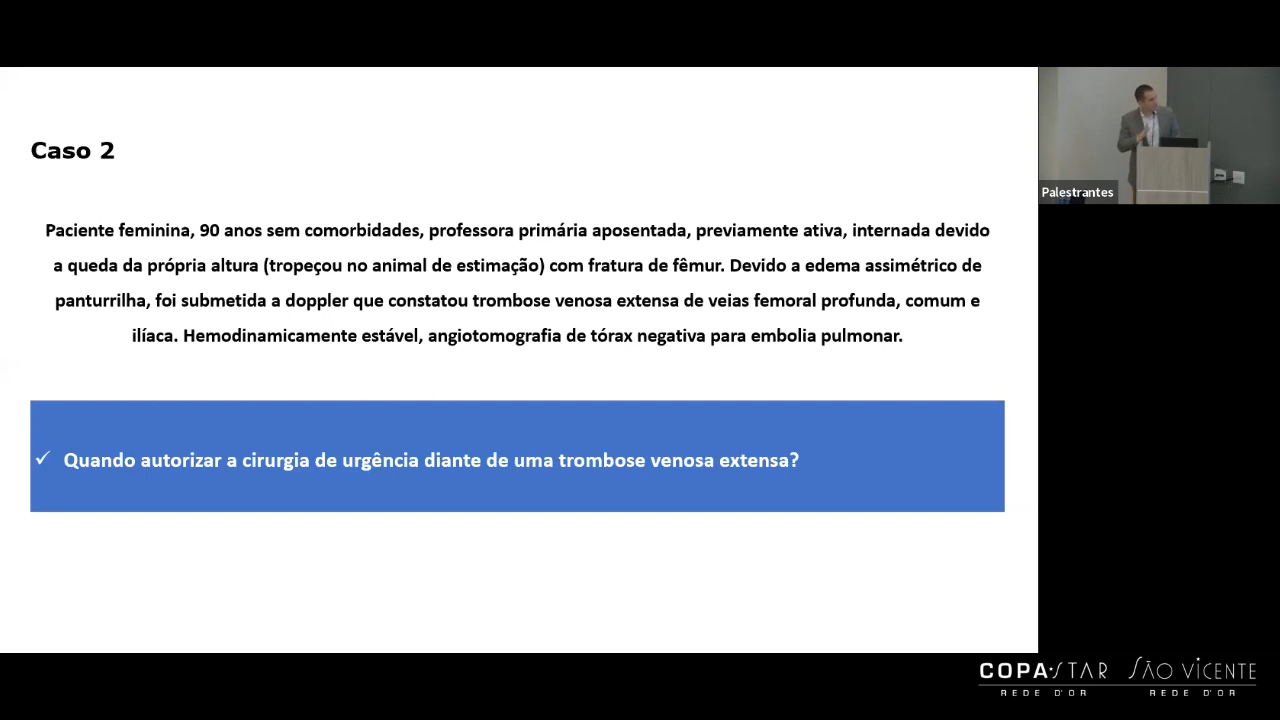 Caso 2
Paciente feminina, 90 anos sem comorbidades, professora primária aposentada, previamente ativa, internada devido
a queda da própria altura (tropeçou no animal de estimação) com fratura de fêmur. Devido a edema assimétrico de
panturrilha, foi submetida a doppler que constatou trombose venosa extensa de veias femoral profunda, comum e
ilíaca. Hemodinamicamente estável, angiotomografia de tórax negativa para embolia pulmonar.
✓ Quando autorizar a cirurgia de urgência diante de uma trombose venosa extensa?
Palestrantes
COPA STAR SÃO VICENTE
REDE D'OR REDE D'OR